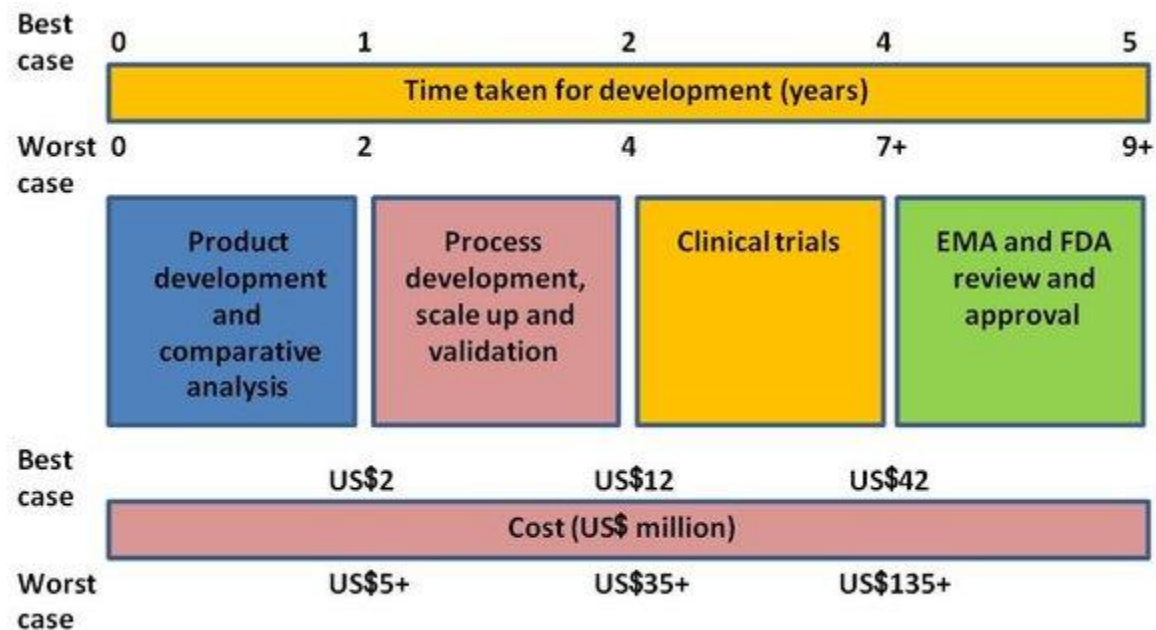 Best
case
0 1 2 4 5
Time taken for development (years)
Worst
case
0 2 4 7+ 9+
Product
development
and
comparative
analysis
Process
development,
scale up and
validation
Clinical trials
EMA and FDA
review and
approval
Best
case
US$2 US$12 US$42
Cost (US$ million)
Worst
case
US$5+ US$35+ US$135+